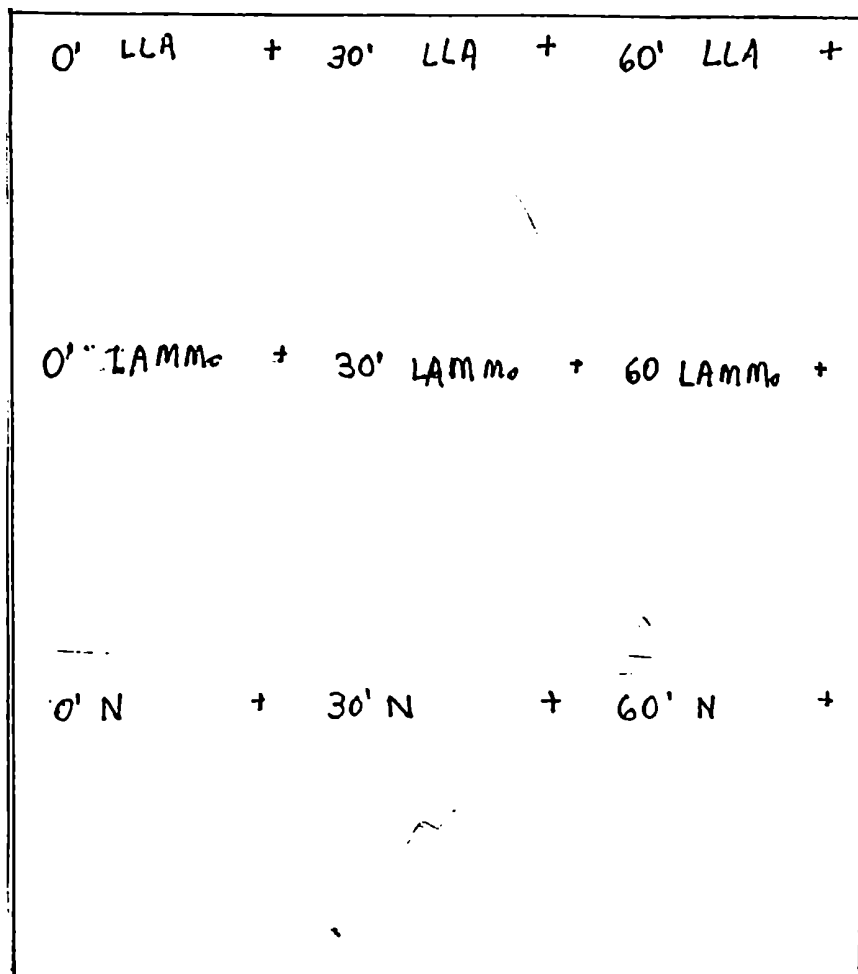 0' LLA + 30' LLA + 60' LLA +
0' LAMMo + 30' LAMMo + 60 LAMMo +
0' N + 30' N + 60' N +